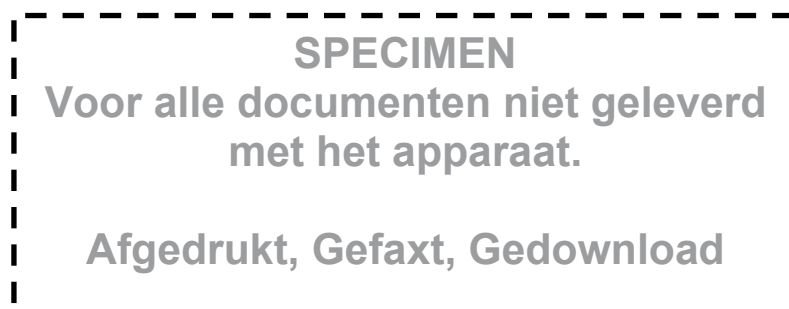 SPECIMEN
Voor alle documenten niet geleverd
met het apparaat.
Afgedrukt, Gefaxt, Gedownload